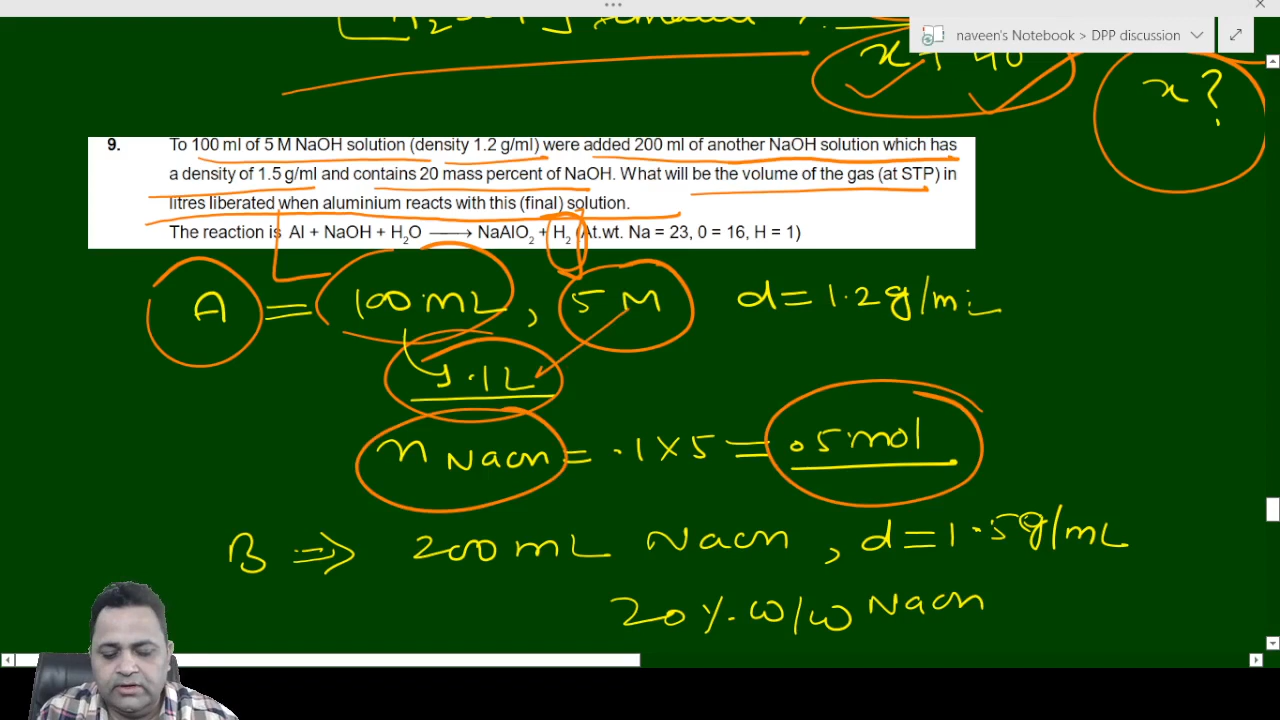 naveen's Notebook > DPP discussion
x + 40
x ?
9. To 100 ml of 5 M NaOH solution (density 1.2 g/ml) were added 200 ml of another NaOH solution which has
a density of 1.5 g/ml and contains 20 mass percent of NaOH. What will be the volume of the gas (at STP) in
litres liberated when aluminium reacts with this (final) solution.
The reaction is Al + NaOH + H₂O ⟶ NaAlO₂ + H₂ (At.wt. Na = 23, 0 = 16, H = 1)
A = 100 mL, 5 M d = 1.2 g/mL
0.1 L
n NaOH = .1 × 5 = .5 mol
B ⇒ 200 mL NaOH, d = 1.5 g/mL
20 %. w/w NaOH